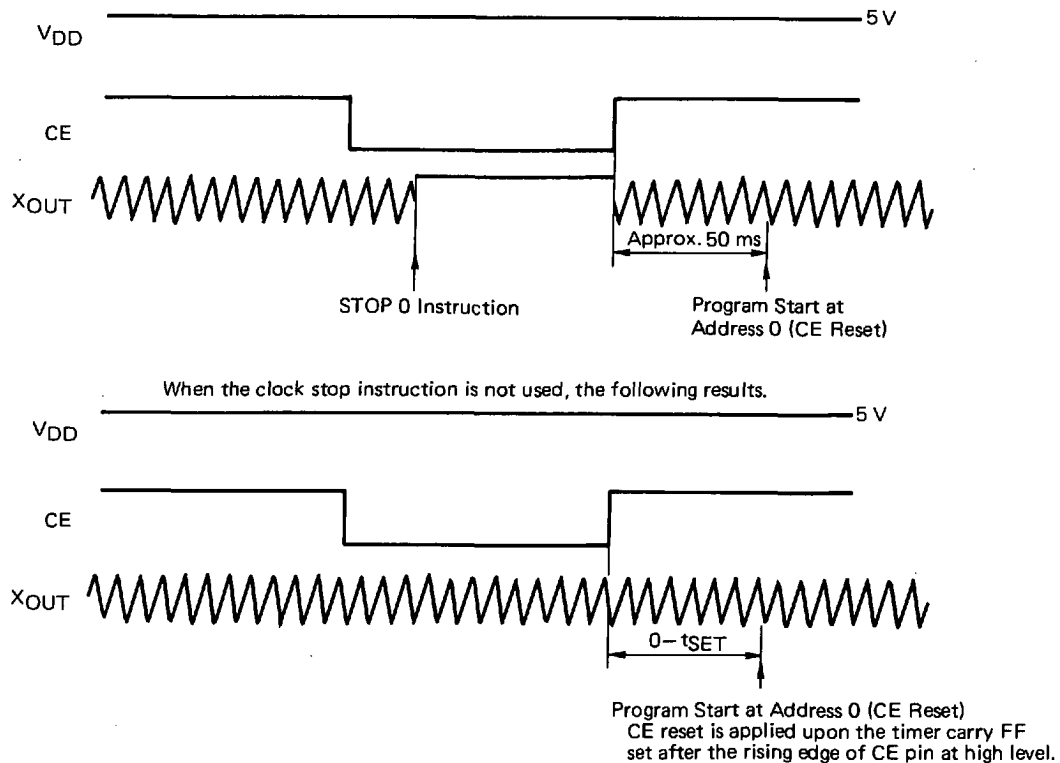 VDD
5 V
CE
XOUT
Approx. 50 ms
STOP 0 Instruction
Program Start at
Address 0 (CE Reset)
When the clock stop instruction is not used, the following results.
VDD
5 V
CE
XOUT
0–tSET
Program Start at Address 0 (CE Reset)
CE reset is applied upon the timer carry FF
set after the rising edge of CE pin at high level.